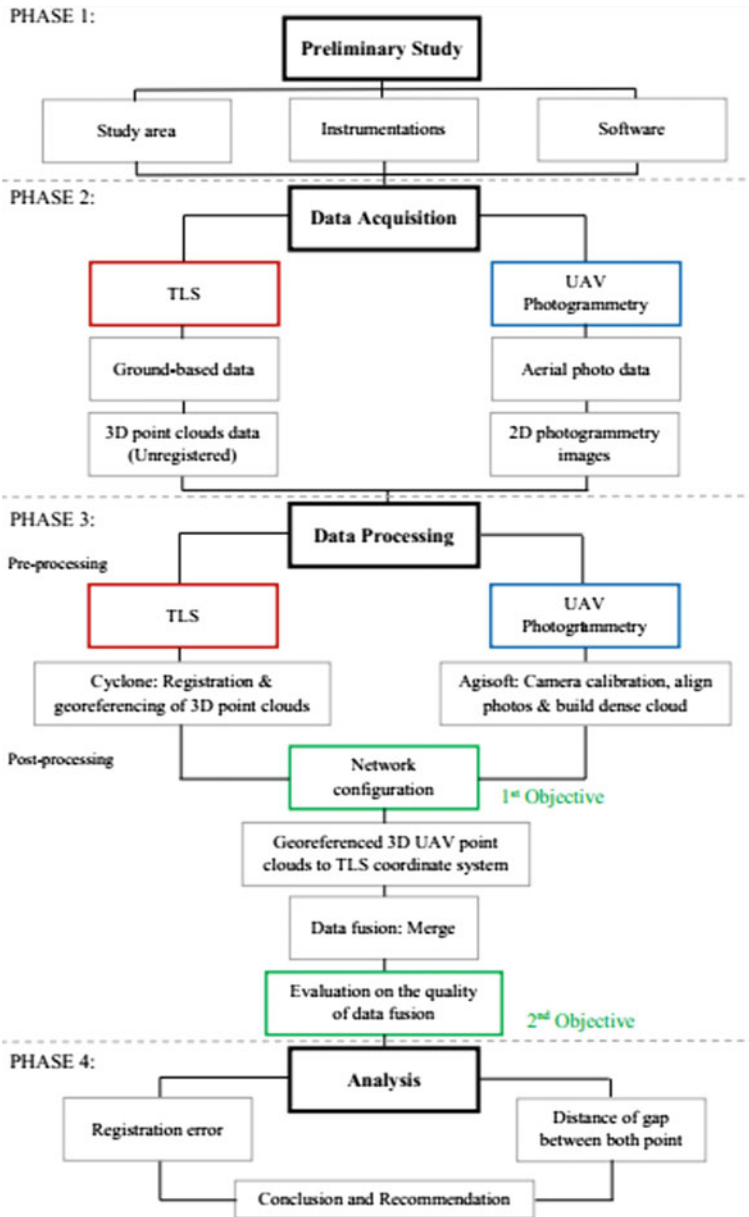 PHASE 1:
Preliminary Study
Study area
Instrumentations
Software
PHASE 2:
Data Acquisition
TLS
UAV
Photogrammetry
Ground-based data
Aerial photo data
3D point clouds data
(Unregistered)
2D photogrammetry
images
PHASE 3:
Data Processing
Pre-processing
TLS
UAV
Photogrammetry
Cyclone: Registration &
georeferencing of 3D point clouds
Agisoft: Camera calibration, align
photos & build dense cloud
Post-processing
Network
configuration
1st Objective
Georeferenced 3D UAV point
clouds to TLS coordinate system
Data fusion: Merge
Evaluation on the quality
of data fusion
2nd Objective
PHASE 4:
Analysis
Registration error
Distance of gap
between both point
Conclusion and Recommendation